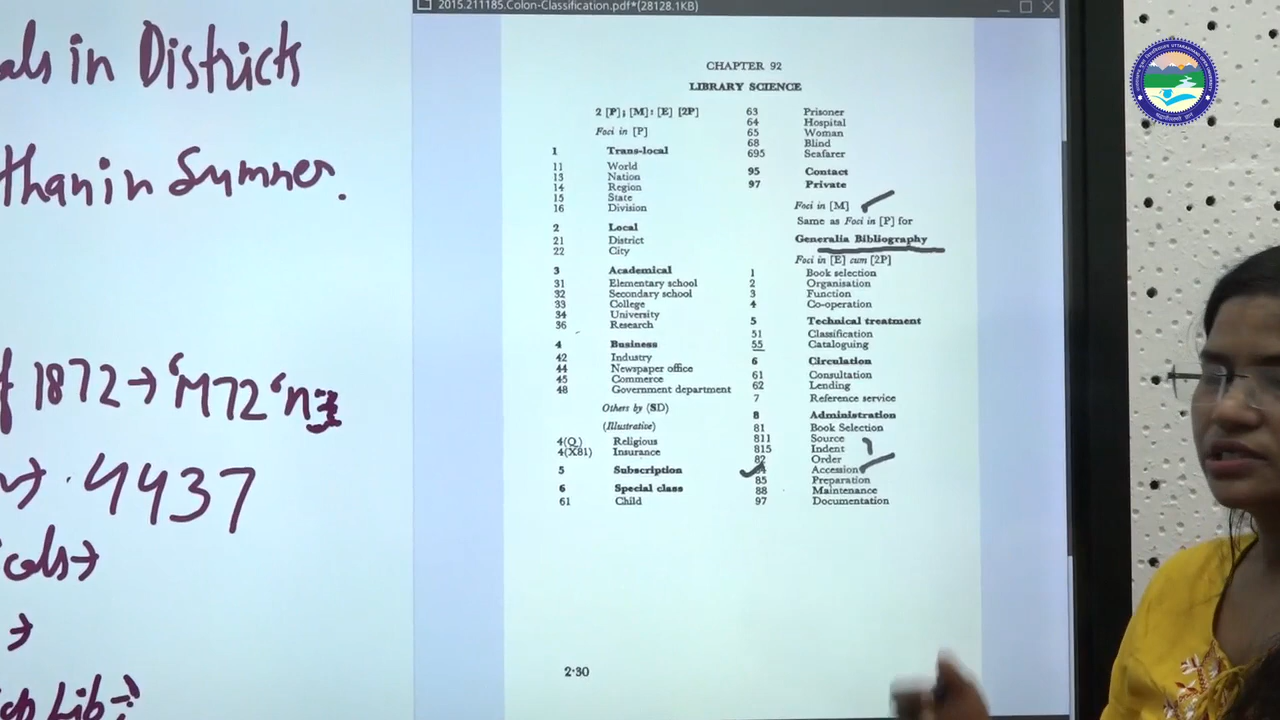 2015.211185.Colon-Classification.pdf*(28128.1KB)
als in Districts
than in Summer.
f 1872→ 'M72 'n3
→ 4437
icals→
→
Lib→
CHAPTER 92
LIBRARY SCIENCE
2 [P]; [M]: [E] [2P]
Foci in [P]
1 Trans-local
11 World
13 Nation
14 Region
15 State
16 Division
2 Local
21 District
22 City
3 Academical
31 Elementary school
32 Secondary school
33 College
34 University
36 Research
4 Business
42 Industry
44 Newspaper office
45 Commerce
48 Government department
Others by (SD)
(Illustrative)
4(Q) Religious
4(X81) Insurance
5 Subscription
6 Special class
61 Child
63 Prisoner
64 Hospital
65 Woman
68 Blind
695 Seafarer
95 Contact
97 Private
Foci in [M]
Same as Foci in [P] for
Generalia Bibliography
Foci in [E] cum [2P]
1 Book selection
2 Organisation
3 Function
4 Co-operation
5 Technical treatment
51 Classification
55 Cataloguing
6 Circulation
61 Consultation
62 Lending
7 Reference service
8 Administration
81 Book Selection
811 Source
815 Indent
82 Order
Accession
85 Preparation
88 Maintenance
97 Documentation
2·30